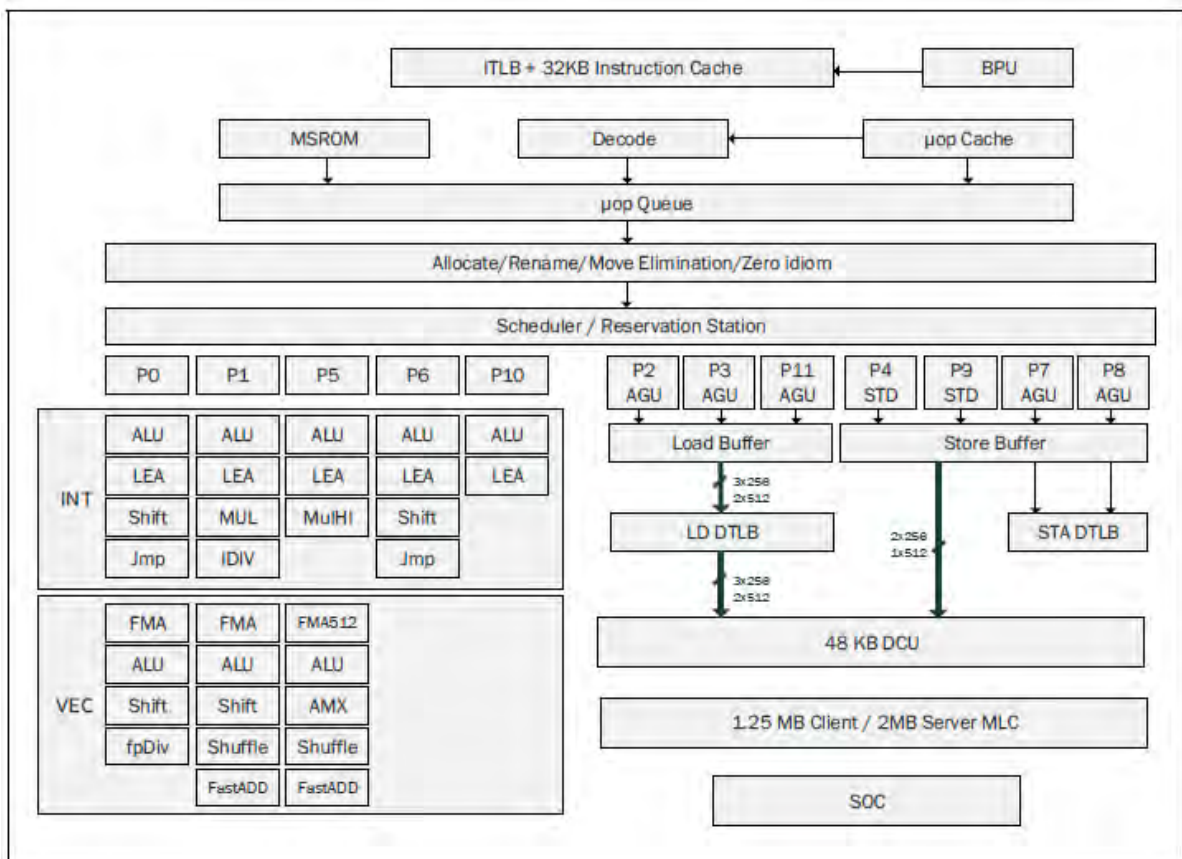 ITLB + 32KB Instruction Cache BPU
MSROM Decode µop Cache
µop Queue
Allocate/Rename/Move Elimination/Zero idiom
Scheduler / Reservation Station
P0 P1 P5 P6 P10
P2 AGU
P3 AGU
P11 AGU
P4 STD
P9 STD
P7 AGU
P8 AGU
INT
ALU ALU ALU ALU ALU
LEA LEA LEA LEA LEA
Shift MUL MulHI Shift
Jmp IDIV Jmp
VEC
FMA FMA FMA512
ALU ALU ALU
Shift Shift AMX
fpDiv Shuffle Shuffle
FastADD FastADD
Load Buffer Store Buffer
3x256
2x512
LD DTLB STA DTLB
2x256
1x512
3x256
2x512
48 KB DCU
1.25 MB Client / 2MB Server MLC
SOC